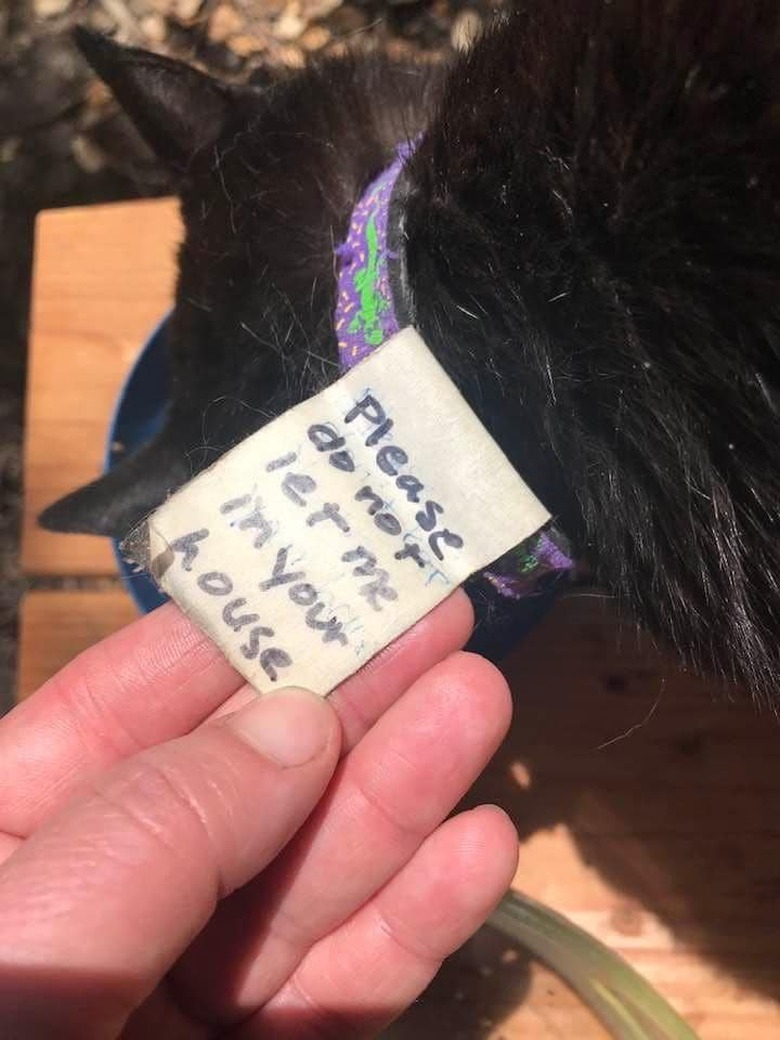 Please
do not
let me
in your
house